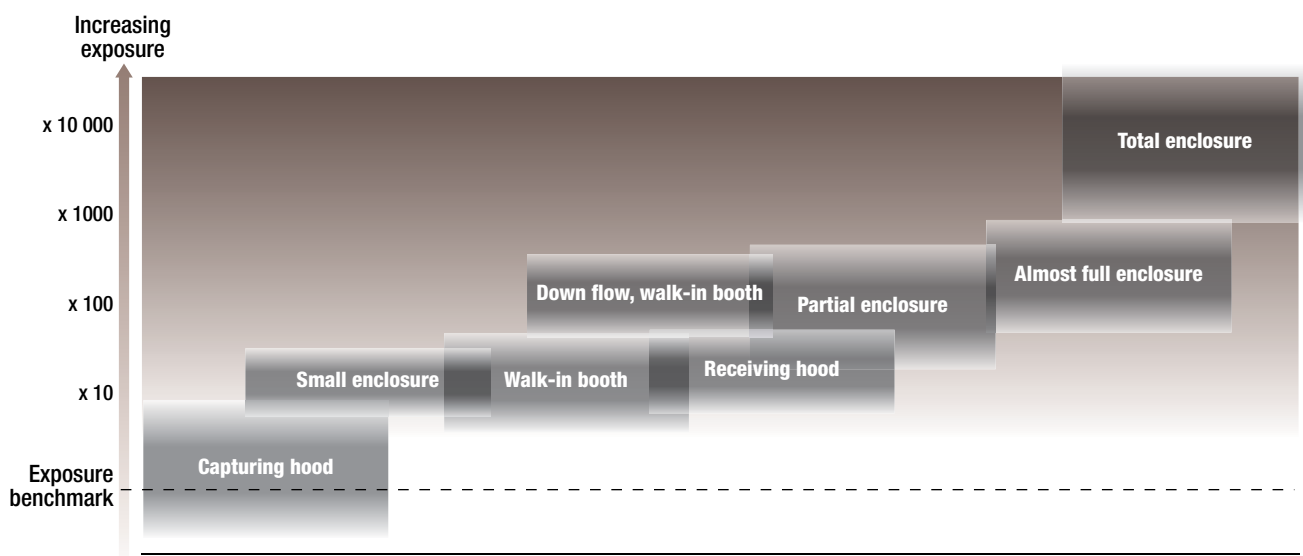 Increasing
exposure
x 10 000
Total enclosure
x 1000
Almost full enclosure
Down flow, walk-in booth
x 100
Partial enclosure
Receiving hood
Small enclosure
Walk-in booth
x 10
Capturing hood
Exposure
benchmark